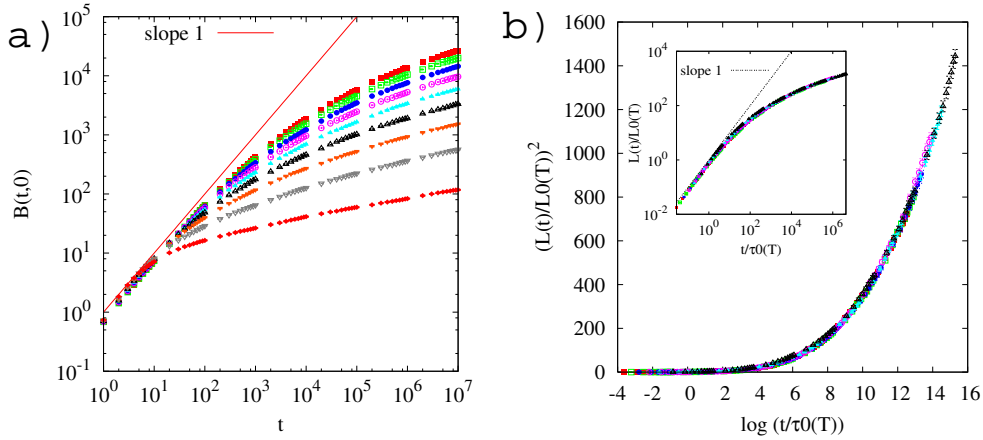 a)
slope 1
B(t,0)
10^5
10^4
10^3
10^2
10^1
10^0
10^-1
10^0 10^1 10^2 10^3 10^4 10^5 10^6 10^7
t
b)
(L(t)/L0(T))^2
1600
1400
1200
1000
800
600
400
200
0
-4 -2 0 2 4 6 8 10 12 14 16
log (t/τ0(T))
slope 1
L(t)/L0(T)
10^4
10^2
10^0
10^-2
10^0 10^2 10^4 10^6
t/τ0(T)